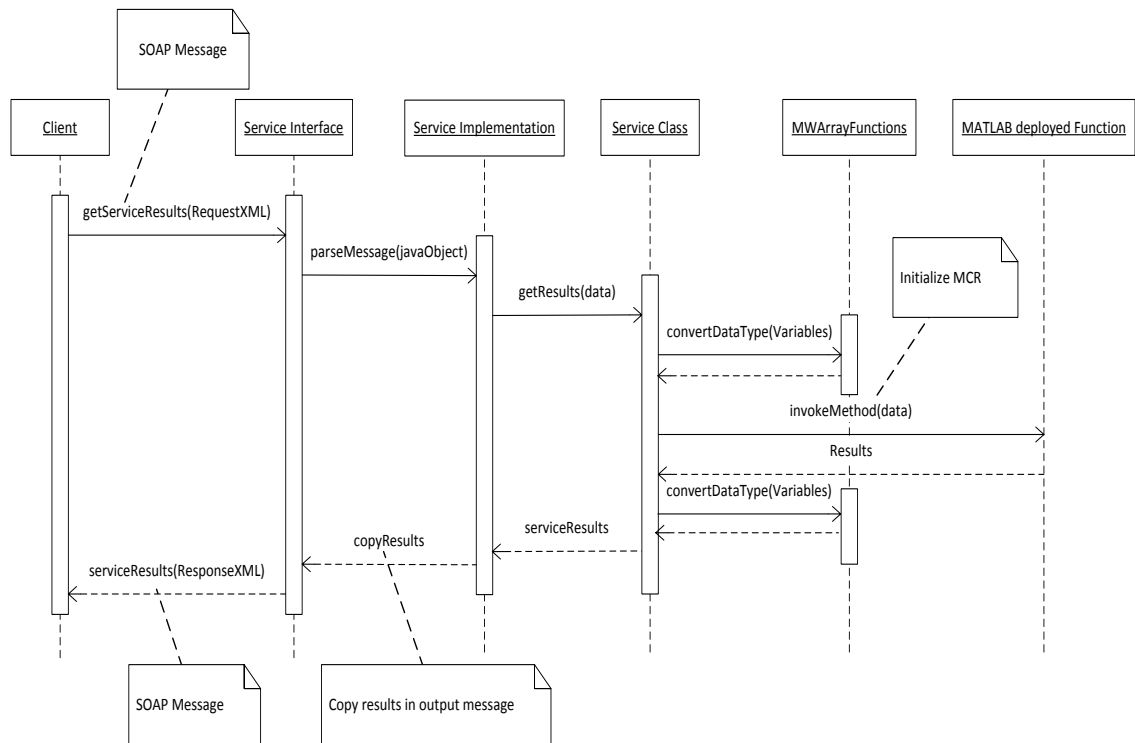 SOAP Message
Client
Service Interface
Service Implementation
Service Class
MWArrayFunctions
MATLAB deployed Function
getServiceResults(RequestXML)
parseMessage(javaObject)
getResults(data)
Initialize MCR
convertDataType(Variables)
invokeMethod(data)
Results
convertDataType(Variables)
serviceResults
copyResults
serviceResults(ResponseXML)
SOAP Message
Copy results in output message